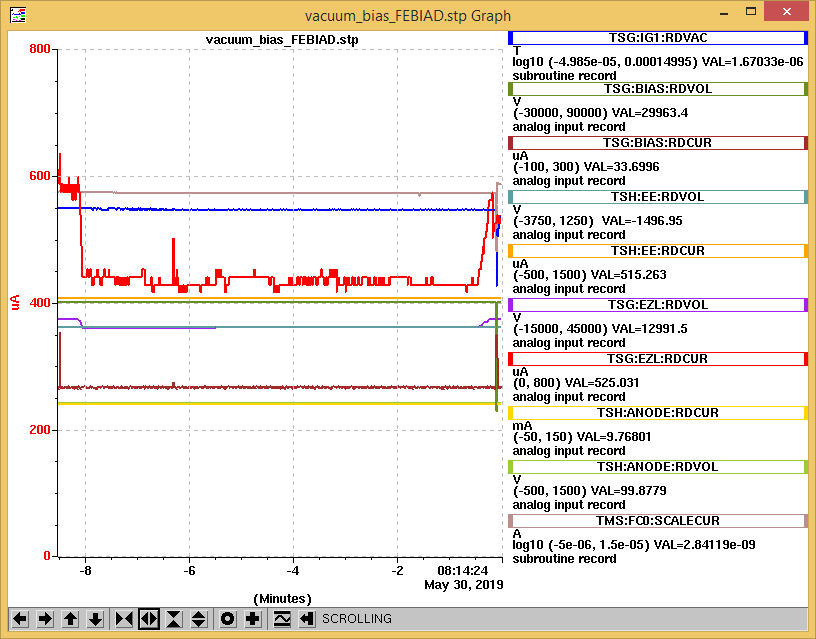 vacuum_bias_FEBIAD.stp Graph
vacuum_bias_FEBIAD.stp
800
600
400
200
0
uA
-8
-6
-4
-2
08:14:24
May 30, 2019
(Minutes)
TSG:IG1:RDVAC
T
log10 (-4.985e-05, 0.00014995) VAL=1.67033e-06
subroutine record
TSG:BIAS:RDVOL
V
(-30000, 90000) VAL=29963.4
analog input record
TSG:BIAS:RDCUR
uA
(-100, 300) VAL=33.6996
analog input record
TSH:EE:RDVOL
V
(-3750, 1250) VAL=-1496.95
analog input record
TSH:EE:RDCUR
uA
(-500, 1500) VAL=515.263
analog input record
TSG:EZL:RDVOL
V
(-15000, 45000) VAL=12991.5
analog input record
TSG:EZL:RDCUR
uA
(0, 800) VAL=525.031
analog input record
TSH:ANODE:RDCUR
mA
(-50, 150) VAL=9.76801
analog input record
TSH:ANODE:RDVOL
V
(-500, 1500) VAL=99.8779
analog input record
TMS:FC0:SCALECUR
A
log10 (-5e-06, 1.5e-05) VAL=2.84119e-09
subroutine record
SCROLLING